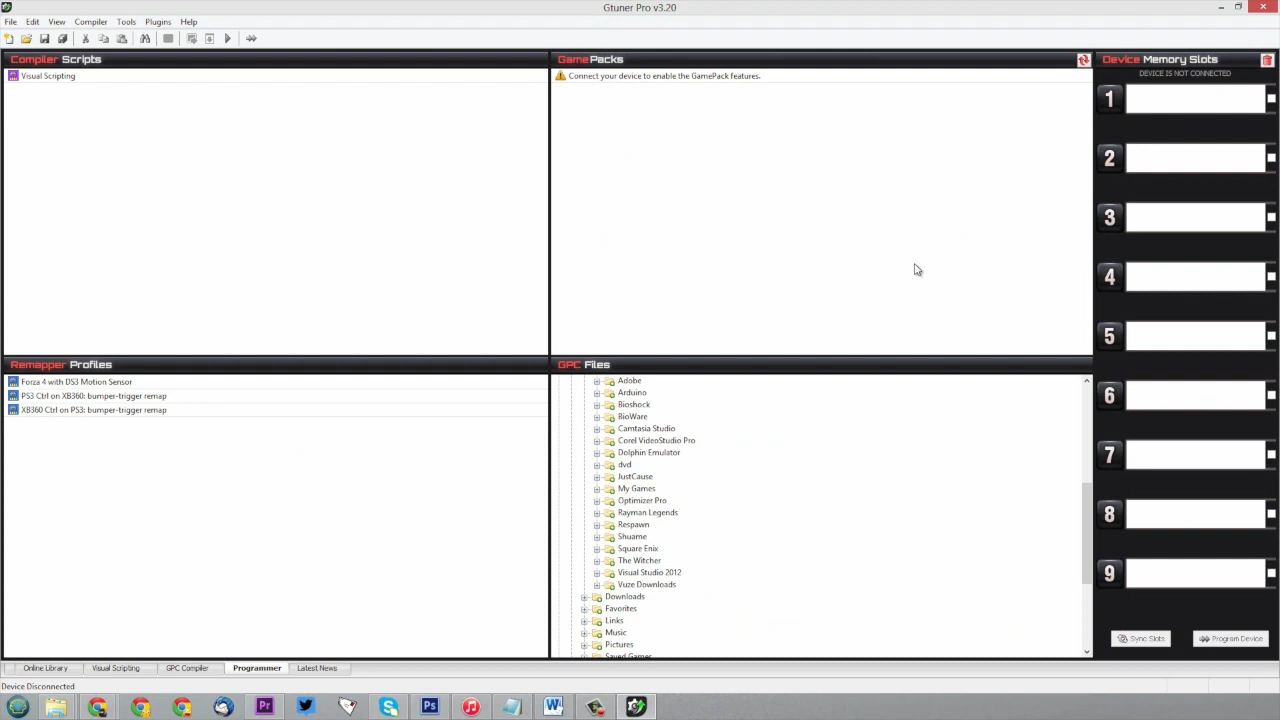 Gtuner Pro v3.20
File Edit View Compiler Tools Plugins Help
Compiler Scripts
Visual Scripting
GamePacks
Connect your device to enable the GamePack features.
Device Memory Slots
DEVICE IS NOT CONNECTED
1
2
3
4
5
6
7
8
9
Sync Slots Program Device
Remapper Profiles
Forza 4 with DS3 Motion Sensor
PS3 Ctrl on XB360: bumper-trigger remap
XB360 Ctrl on PS3: bumper-trigger remap
GPC Files
Adobe
Arduino
Bioshock
BioWare
Camtasia Studio
Corel VideoStudio Pro
Dolphin Emulator
dvd
JustCause
My Games
Optimizer Pro
Rayman Legends
Respawn
Shuame
Square Enix
The Witcher
Visual Studio 2012
Vuze Downloads
Downloads
Favorites
Links
Music
Pictures
Saved Games
Online Library Visual Scripting GPC Compiler Programmer Latest News
Device Disconnected
Pr
Ps
W